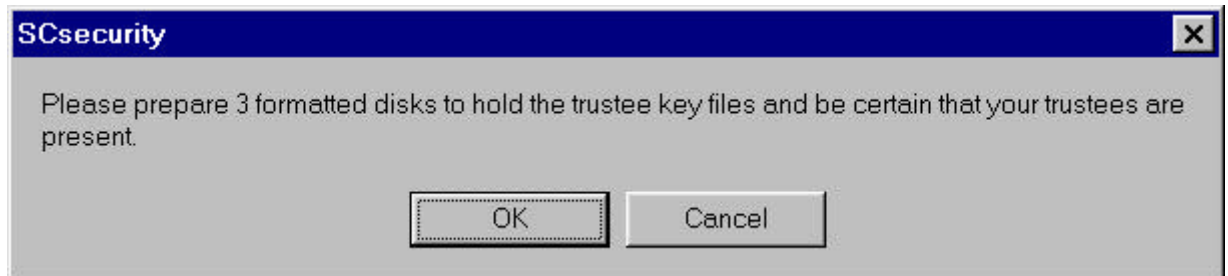 SCsecurity
Please prepare 3 formatted disks to hold the trustee key files and be certain that your trustees are
present.
OK Cancel